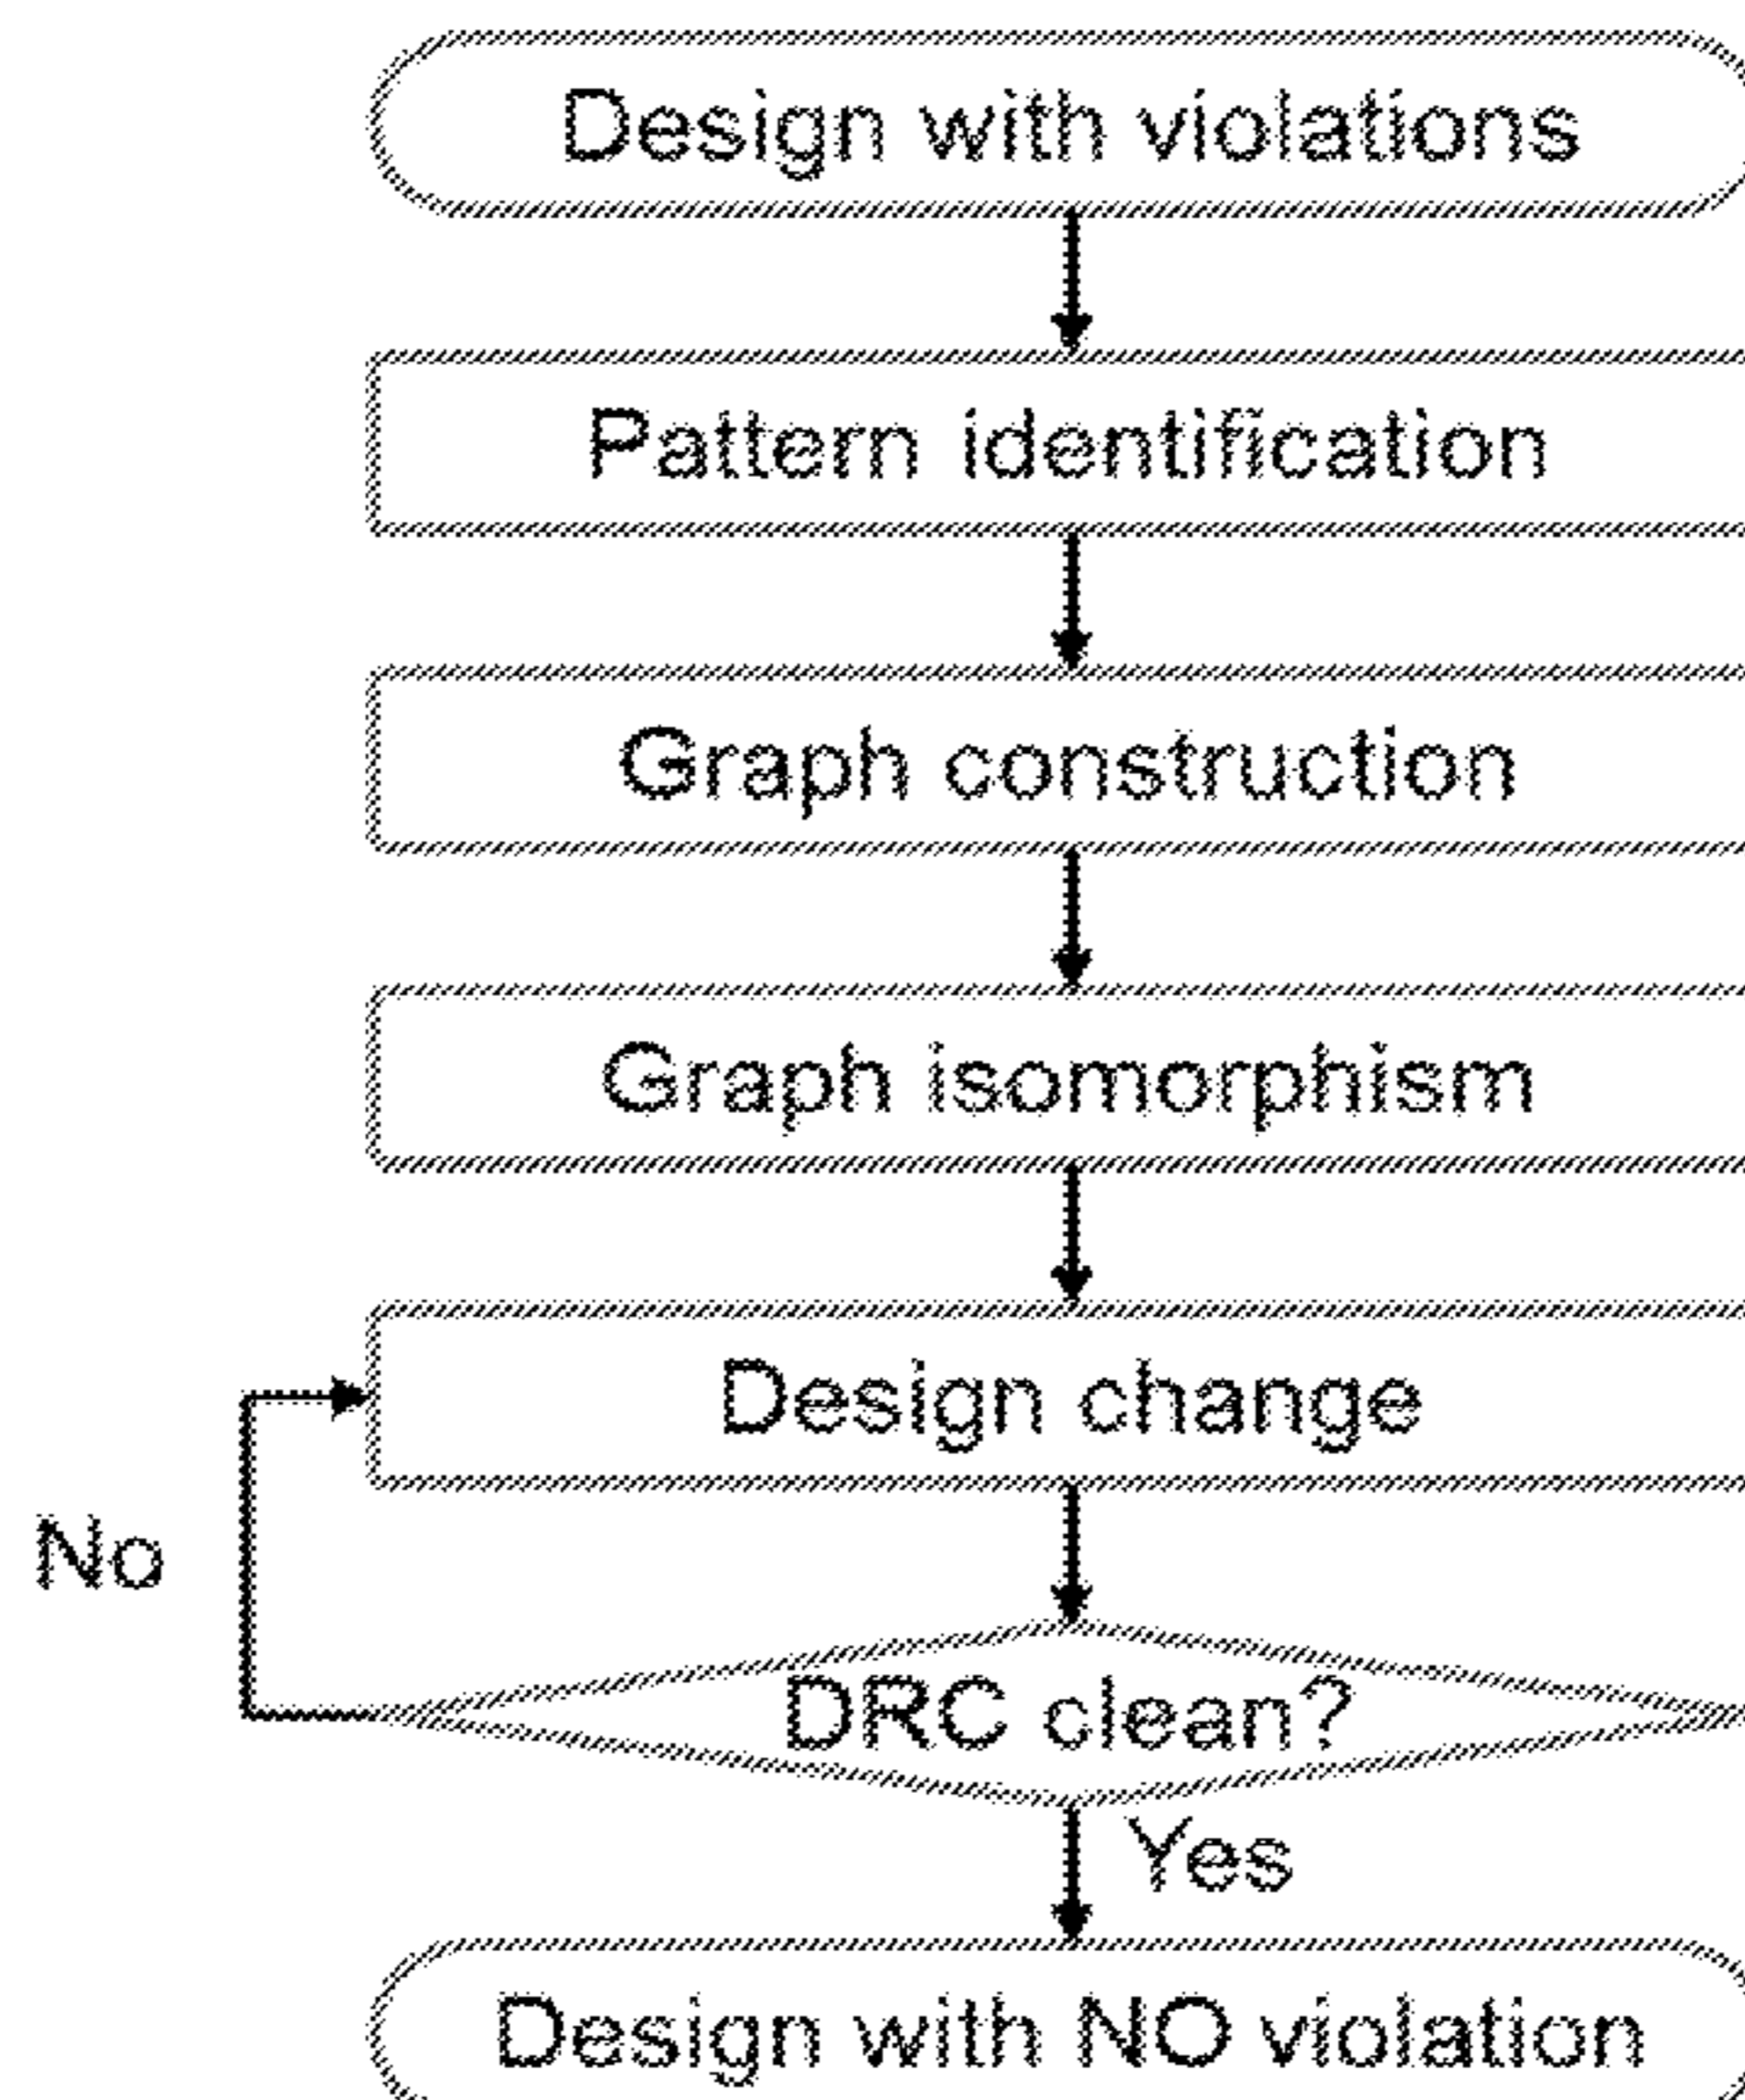 Design with violations
Pattern identification
Graph construction
Graph isomorphism
Design change
No
DRC clean?
Yes
Design with NO violation